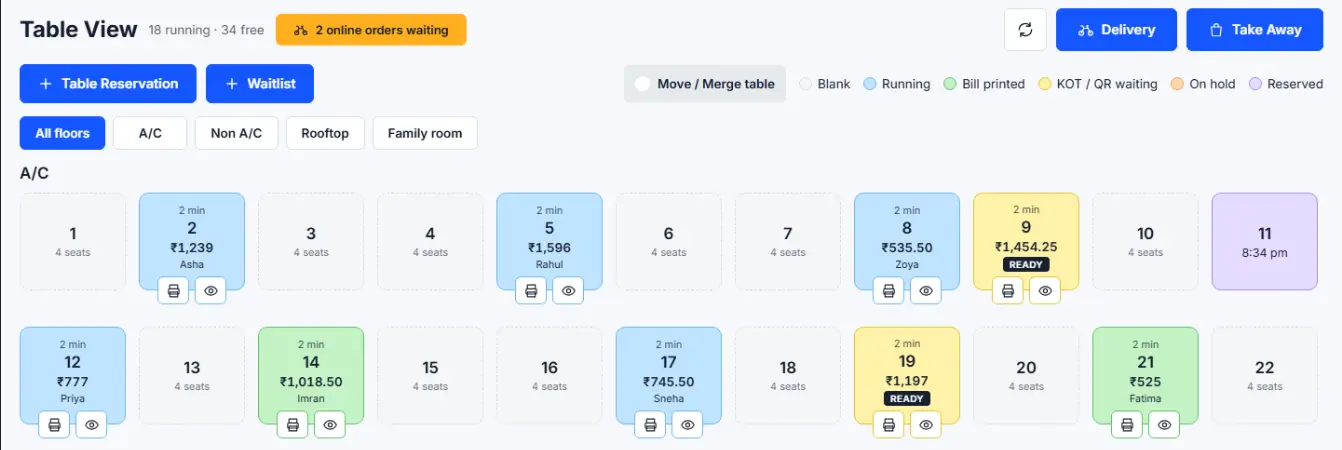 Table View 18 running · 34 free 2 online orders waiting Delivery Take Away
Table Reservation Waitlist Move / Merge table Blank Running Bill printed KOT / QR waiting On hold Reserved
All floors A/C Non A/C Rooftop Family room
A/C
1
4 seats
2 min
2
₹1,239
Asha
3
4 seats
4
4 seats
2 min
5
₹1,596
Rahul
6
4 seats
7
4 seats
2 min
8
₹535.50
Zoya
2 min
9
₹1,454.25
READY
10
4 seats
11
8:34 pm
2 min
12
₹777
Priya
13
4 seats
2 min
14
₹1,018.50
Imran
15
4 seats
16
4 seats
2 min
17
₹745.50
Sneha
18
4 seats
2 min
19
₹1,197
READY
20
4 seats
2 min
21
₹525
Fatima
22
4 seats